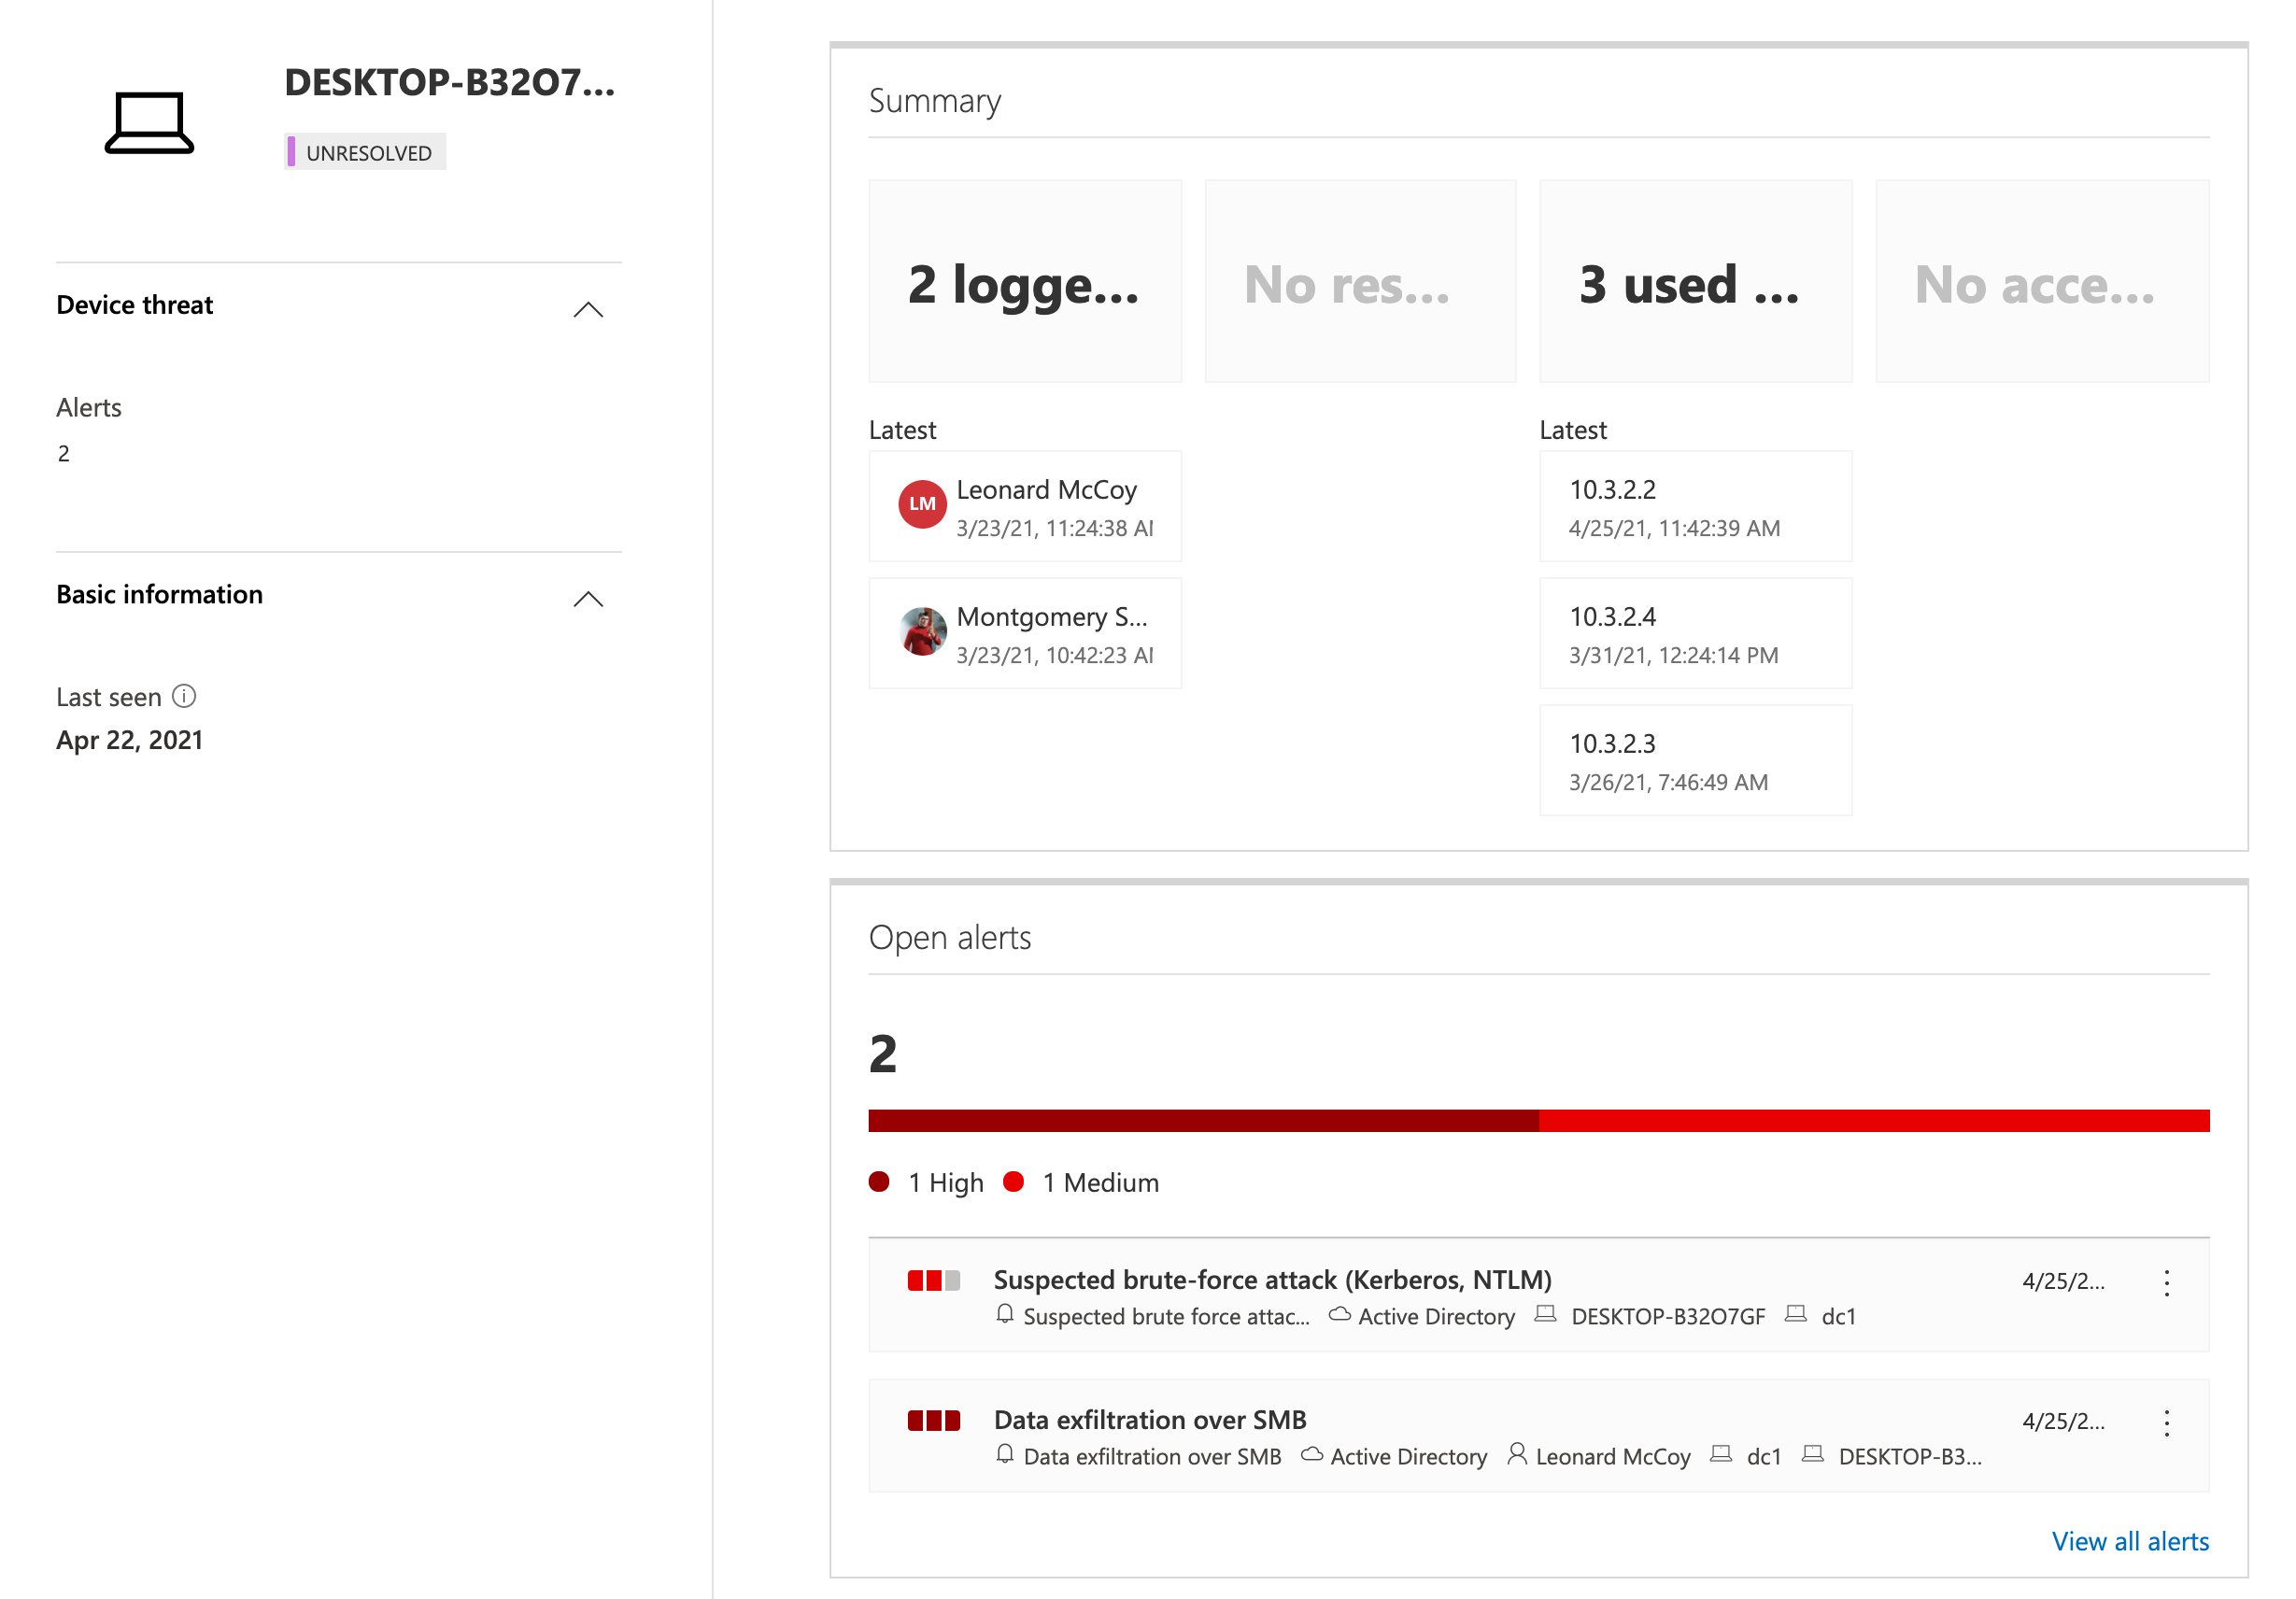 DESKTOP-B32O7...
UNRESOLVED
Device threat
Alerts
2
Basic information
Last seen
Apr 22, 2021
Summary
2 logge...
No res...
3 used ...
No acce...
Latest
LM
Leonard McCoy
3/23/21, 11:24:38 AM
Montgomery S...
3/23/21, 10:42:23 AM
Latest
10.3.2.2
4/25/21, 11:42:39 AM
10.3.2.4
3/31/21, 12:24:14 PM
10.3.2.3
3/26/21, 7:46:49 AM
Open alerts
2
1 High 1 Medium
Suspected brute-force attack (Kerberos, NTLM) 4/25/2...
Suspected brute force attac... Active Directory DESKTOP-B32O7GF dc1
Data exfiltration over SMB 4/25/2...
Data exfiltration over SMB Active Directory Leonard McCoy dc1 DESKTOP-B3...
View all alerts